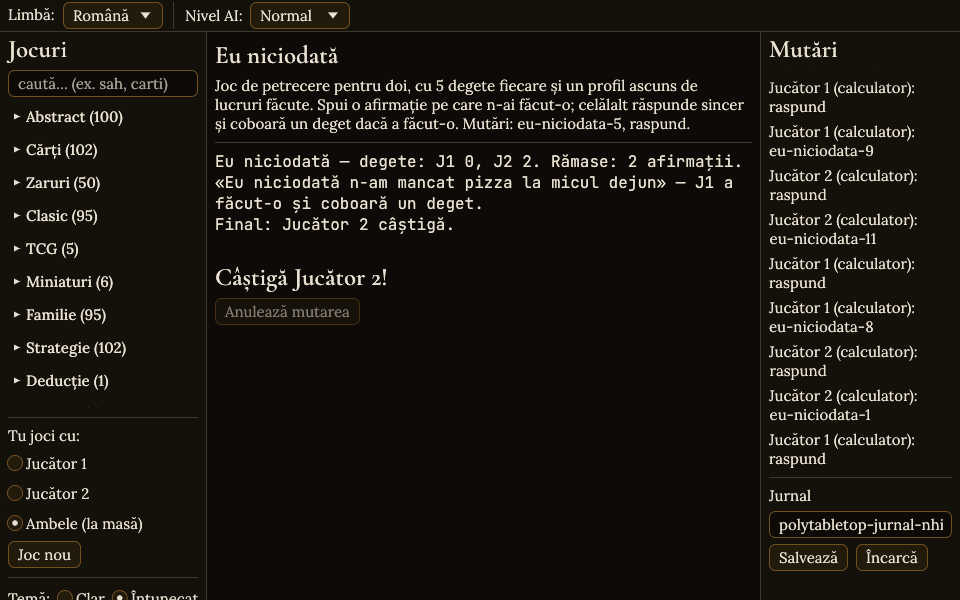 Limbă:
Română
Nivel AI:
Normal
Jocuri
caută... (ex. sah, carti)
Abstract (100)
Cărți (102)
Zaruri (50)
Clasic (95)
TCG (5)
Miniaturi (6)
Familie (95)
Strategie (102)
Deducție (1)
Tu joci cu:
Jucător 1
Jucător 2
Ambele (la masă)
Joc nou
Temă:
Clar
Întunecat
Eu niciodată
Joc de petrecere pentru doi, cu 5 degete fiecare și un profil ascuns de
lucruri făcute. Spui o afirmație pe care n-ai făcut-o; celălalt răspunde sincer
și coboară un deget dacă a făcut-o. Mutări: eu-niciodata-5, raspund.
Eu niciodată — degete: J1 0, J2 2. Rămase: 2 afirmații.
«Eu niciodată n-am mancat pizza la micul dejun» — J1 a
făcut-o și coboară un deget.
Final: Jucător 2 câștigă.
Câștigă Jucător 2!
Anulează mutarea
Mutări
Jucător 1 (calculator):
raspund
Jucător 1 (calculator):
eu-niciodata-9
Jucător 2 (calculator):
raspund
Jucător 2 (calculator):
eu-niciodata-11
Jucător 1 (calculator):
raspund
Jucător 1 (calculator):
eu-niciodata-8
Jucător 2 (calculator):
raspund
Jucător 2 (calculator):
eu-niciodata-1
Jucător 1 (calculator):
raspund
Jurnal
polytabletop-jurnal-nhi
Salvează
Încarcă